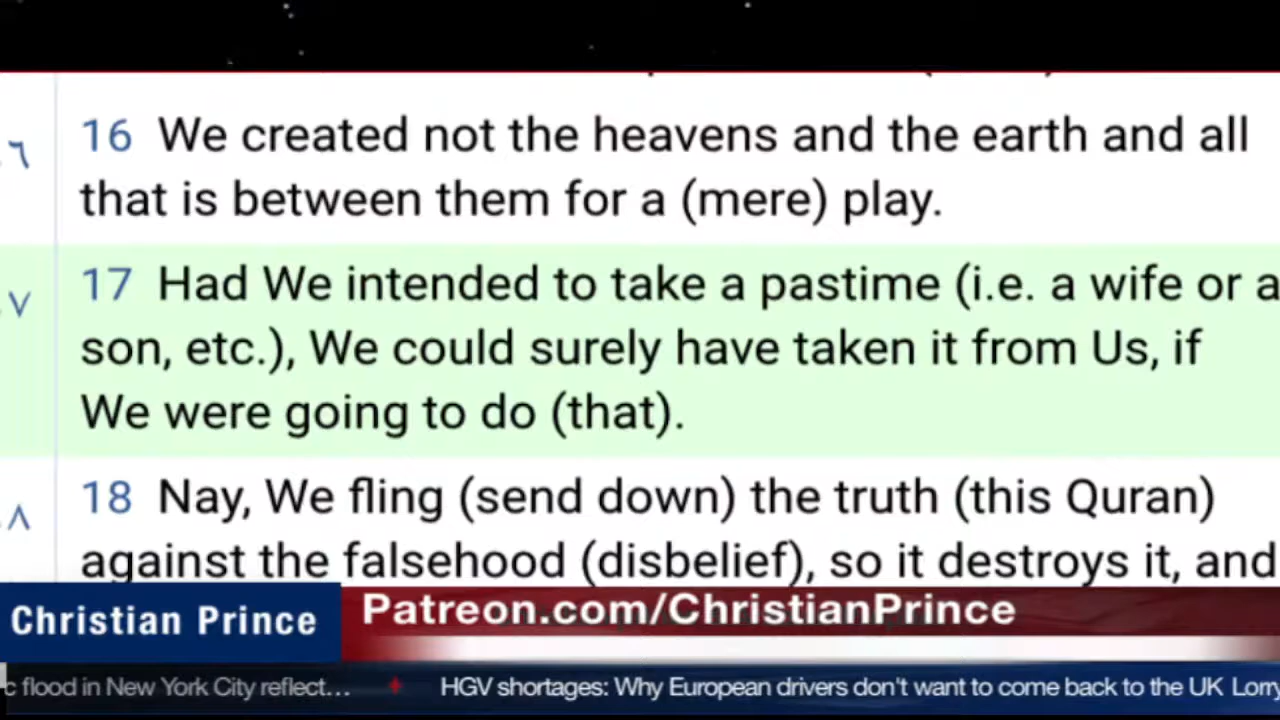 16 We created not the heavens and the earth and all
that is between them for a (mere) play.
17 Had We intended to take a pastime (i.e. a wife or a
son, etc.), We could surely have taken it from Us, if
We were going to do (that).
18 Nay, We fling (send down) the truth (this Quran)
against the falsehood (disbelief), so it destroys it, and
٦
٧
٨
Christian Prince
Patreon.com/ChristianPrince
c flood in New York City reflect... HGV shortages: Why European drivers don't want to come back to the UK Lorry